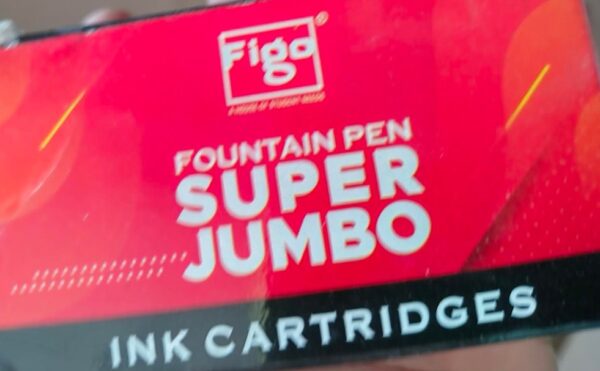 Figo
FOUNTAIN PEN
SUPER
JUMBO
INK CARTRIDGES